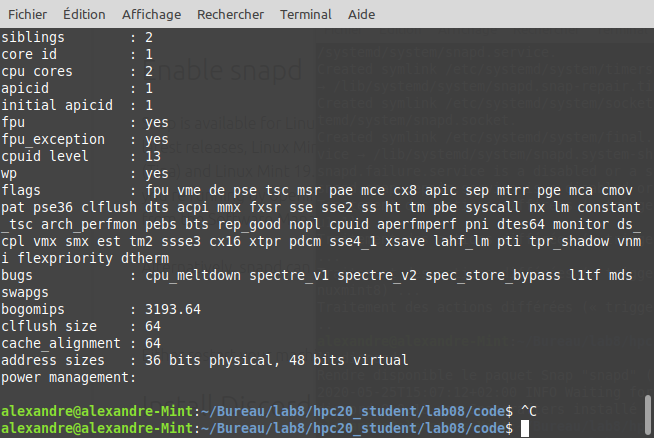 Fichier Édition Affichage Rechercher Terminal Aide
siblings : 2
core id : 1
cpu cores : 2
apicid : 1
initial apicid : 1
fpu : yes
fpu_exception : yes
cpuid level : 13
wp : yes
flags : fpu vme de pse tsc msr pae mce cx8 apic sep mtrr pge mca cmov
pat pse36 clflush dts acpi mmx fxsr sse sse2 ss ht tm pbe syscall nx lm constant
_tsc arch_perfmon pebs bts rep_good nopl cpuid aperfmperf pni dtes64 monitor ds_
cpl vmx smx est tm2 ssse3 cx16 xtpr pdcm sse4_1 xsave lahf_lm pti tpr_shadow vnm
i flexpriority dtherm
bugs : cpu_meltdown spectre_v1 spectre_v2 spec_store_bypass l1tf mds
swapgs
bogomips : 3193.64
clflush size : 64
cache_alignment : 64
address sizes : 36 bits physical, 48 bits virtual
power management:
alexandre@alexandre-Mint:~/Bureau/lab8/hpc20_student/lab08/code$ ^C
alexandre@alexandre-Mint:~/Bureau/lab8/hpc20_student/lab08/code$